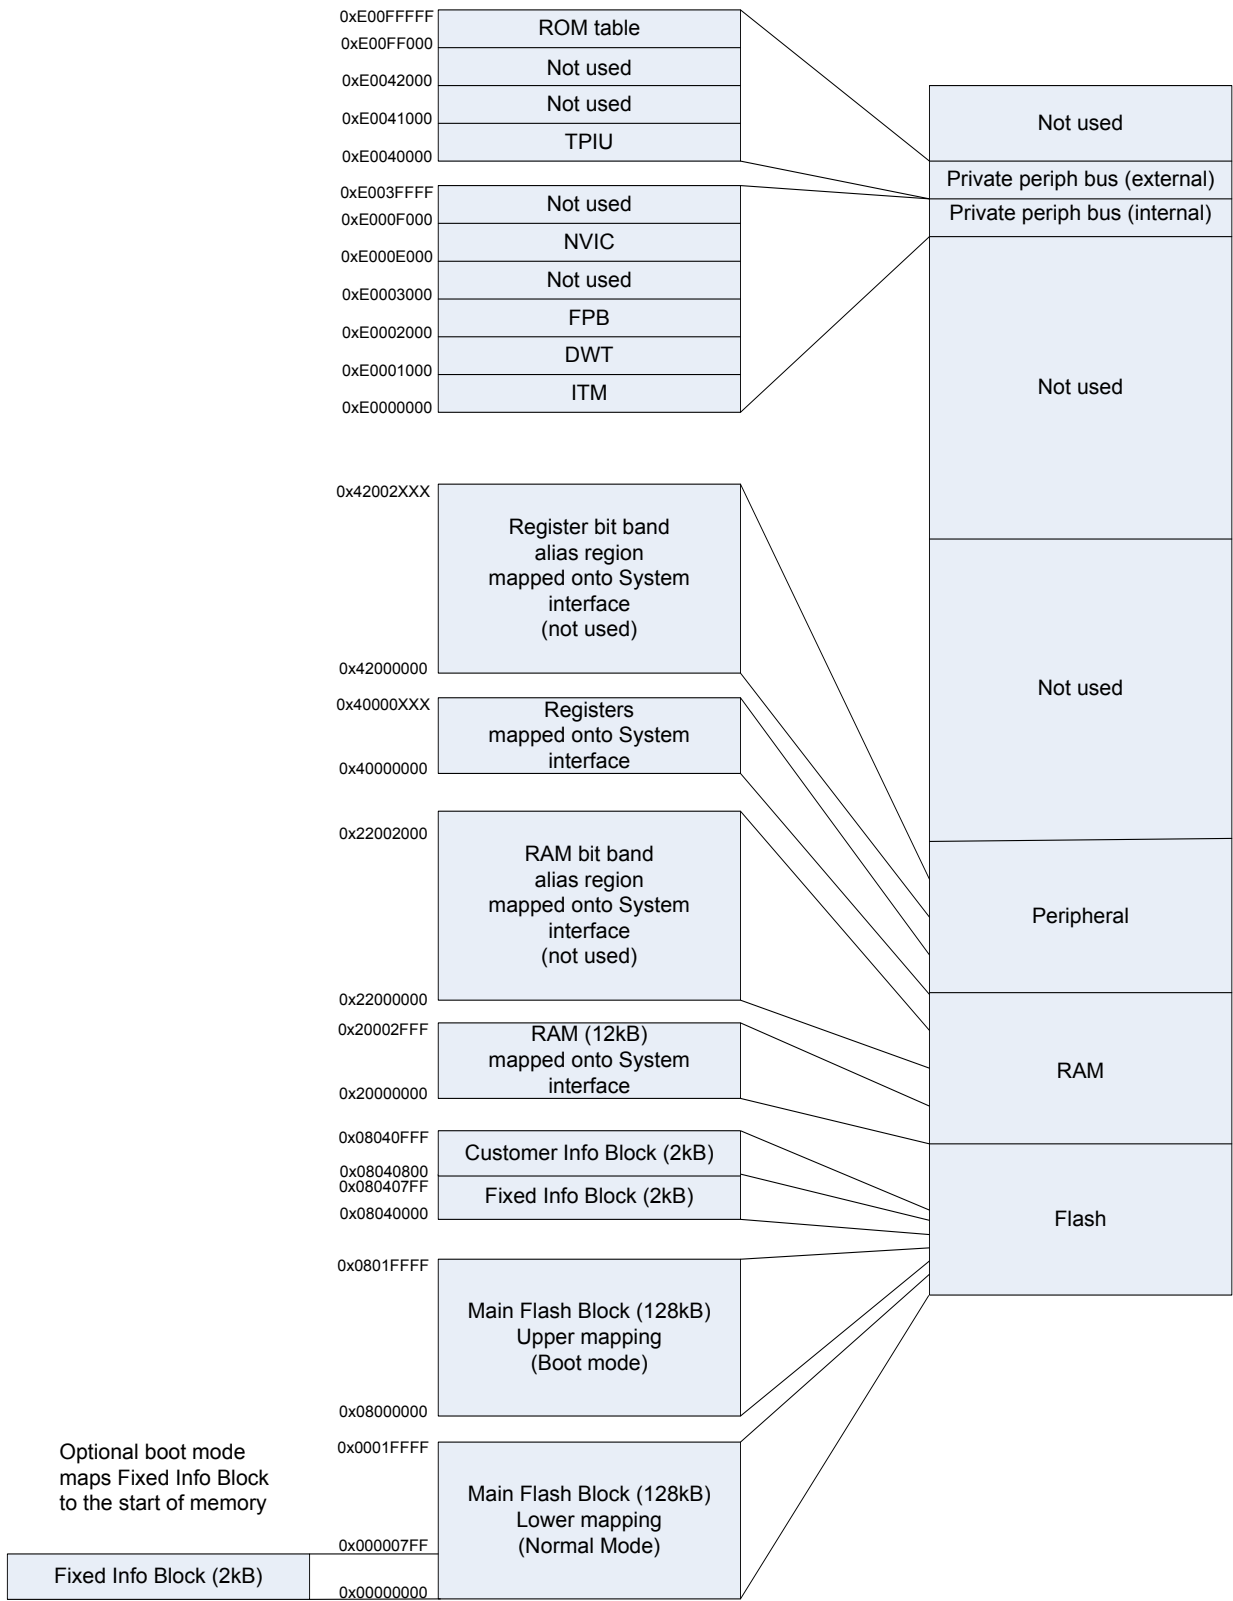 0xE00FFFFF
ROM table
0xE00FF000
Not used
0xE0042000
Not used
0xE0041000
TPIU
0xE0040000
0xE003FFFF
Not used
0xE000F000
NVIC
0xE000E000
Not used
0xE0003000
FPB
0xE0002000
DWT
0xE0001000
ITM
0xE0000000
0x42002XXX
Register bit band
alias region
mapped onto System
interface
(not used)
0x42000000
0x40000XXX
Registers
mapped onto System
interface
0x40000000
0x22002000
RAM bit band
alias region
mapped onto System
interface
(not used)
0x22000000
0x20002FFF
RAM (12kB)
mapped onto System
interface
0x20000000
0x08040FFF
Customer Info Block (2kB)
0x08040800
0x080407FF
Fixed Info Block (2kB)
0x08040000
0x0801FFFF
Main Flash Block (128kB)
Upper mapping
(Boot mode)
0x08000000
0x0001FFFF
Main Flash Block (128kB)
Lower mapping
(Normal Mode)
0x000007FF
0x00000000
Optional boot mode
maps Fixed Info Block
to the start of memory
Fixed Info Block (2kB)
Not used
Private periph bus (external)
Private periph bus (internal)
Not used
Not used
Peripheral
RAM
Flash